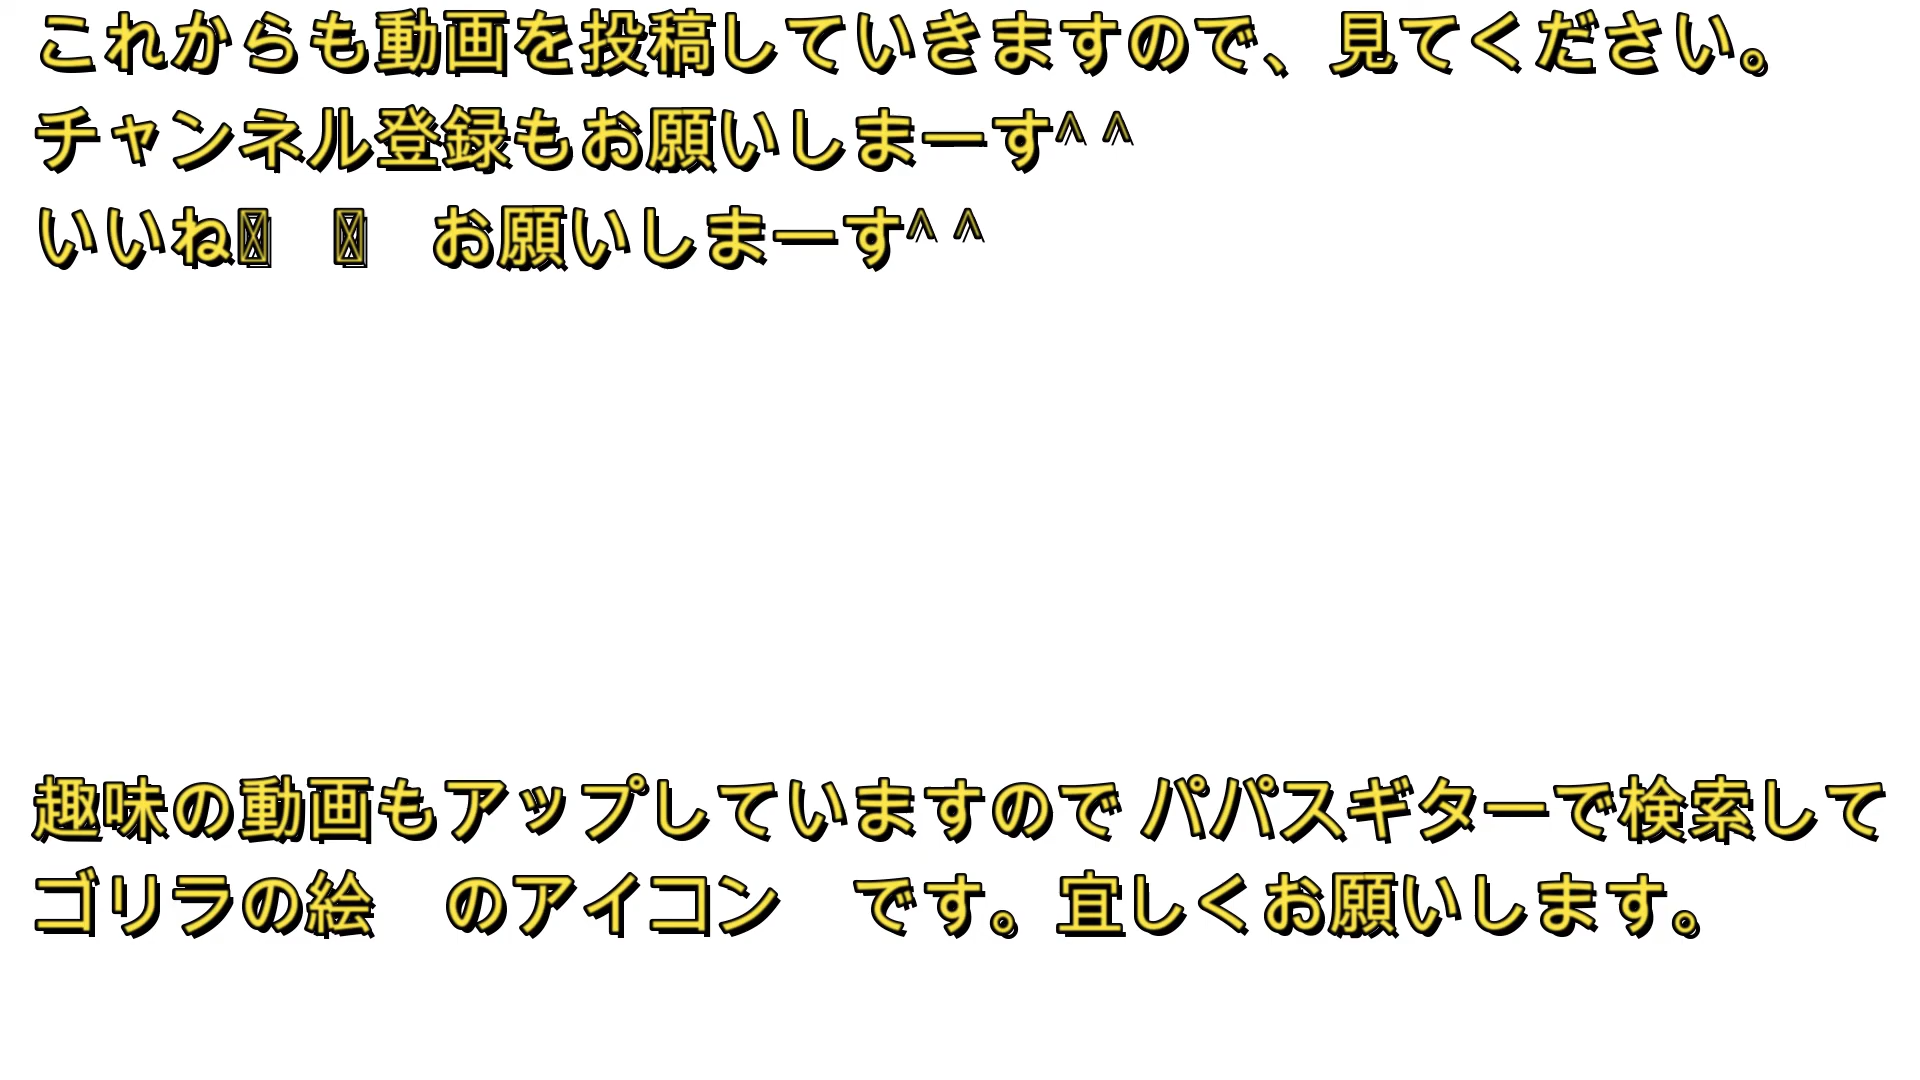 これからも動画を投稿していきますので、見てください。
チャンネル登録もお願いしまーす^ ^
いいね　　お願いしまーす^ ^
趣味の動画もアップしていますので パパスギターで検索して
ゴリラの絵　のアイコン　です。宜しくお願いします。